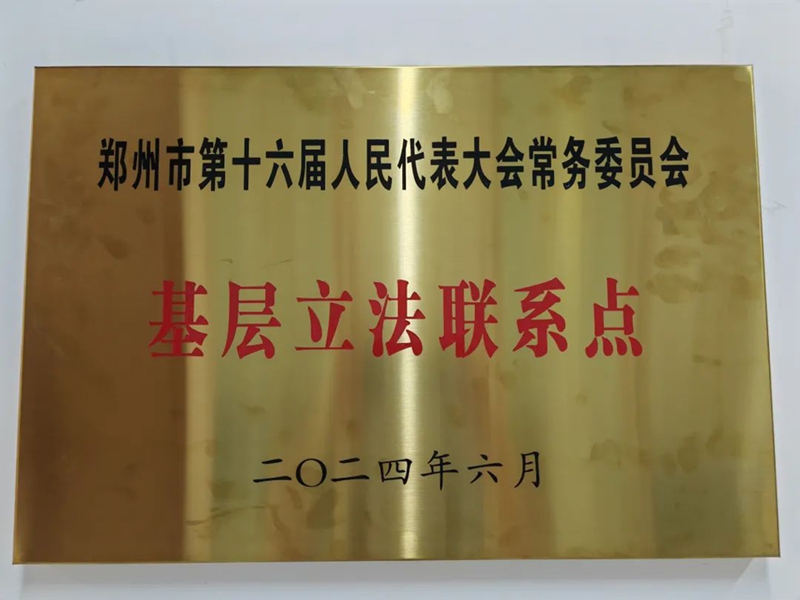 郑州市第十六届人民代表大会常务委员会
基层立法联系点
二〇二四年六月